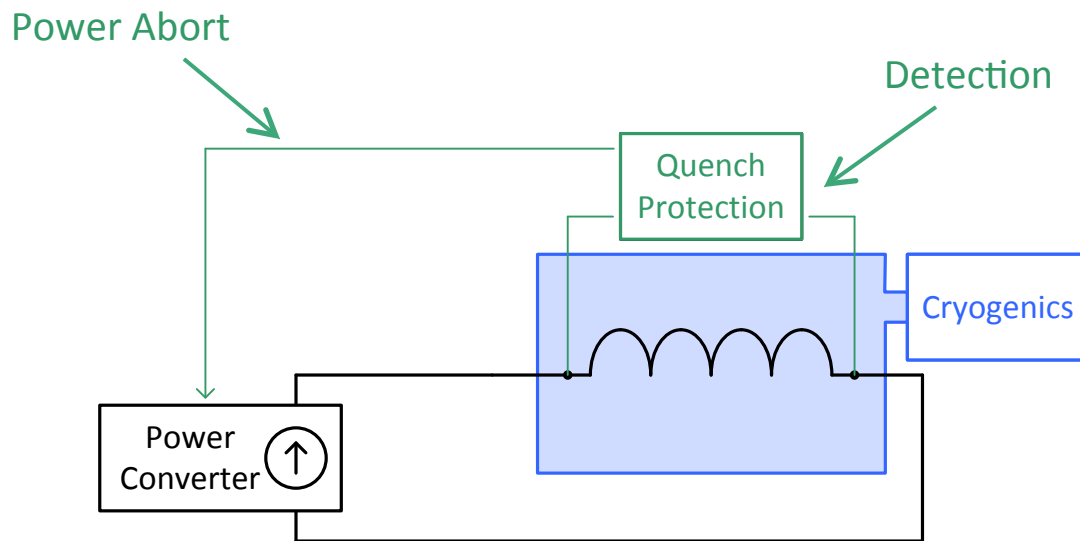 Power Abort
Detection
Quench
Protection
Cryogenics
Power
Converter